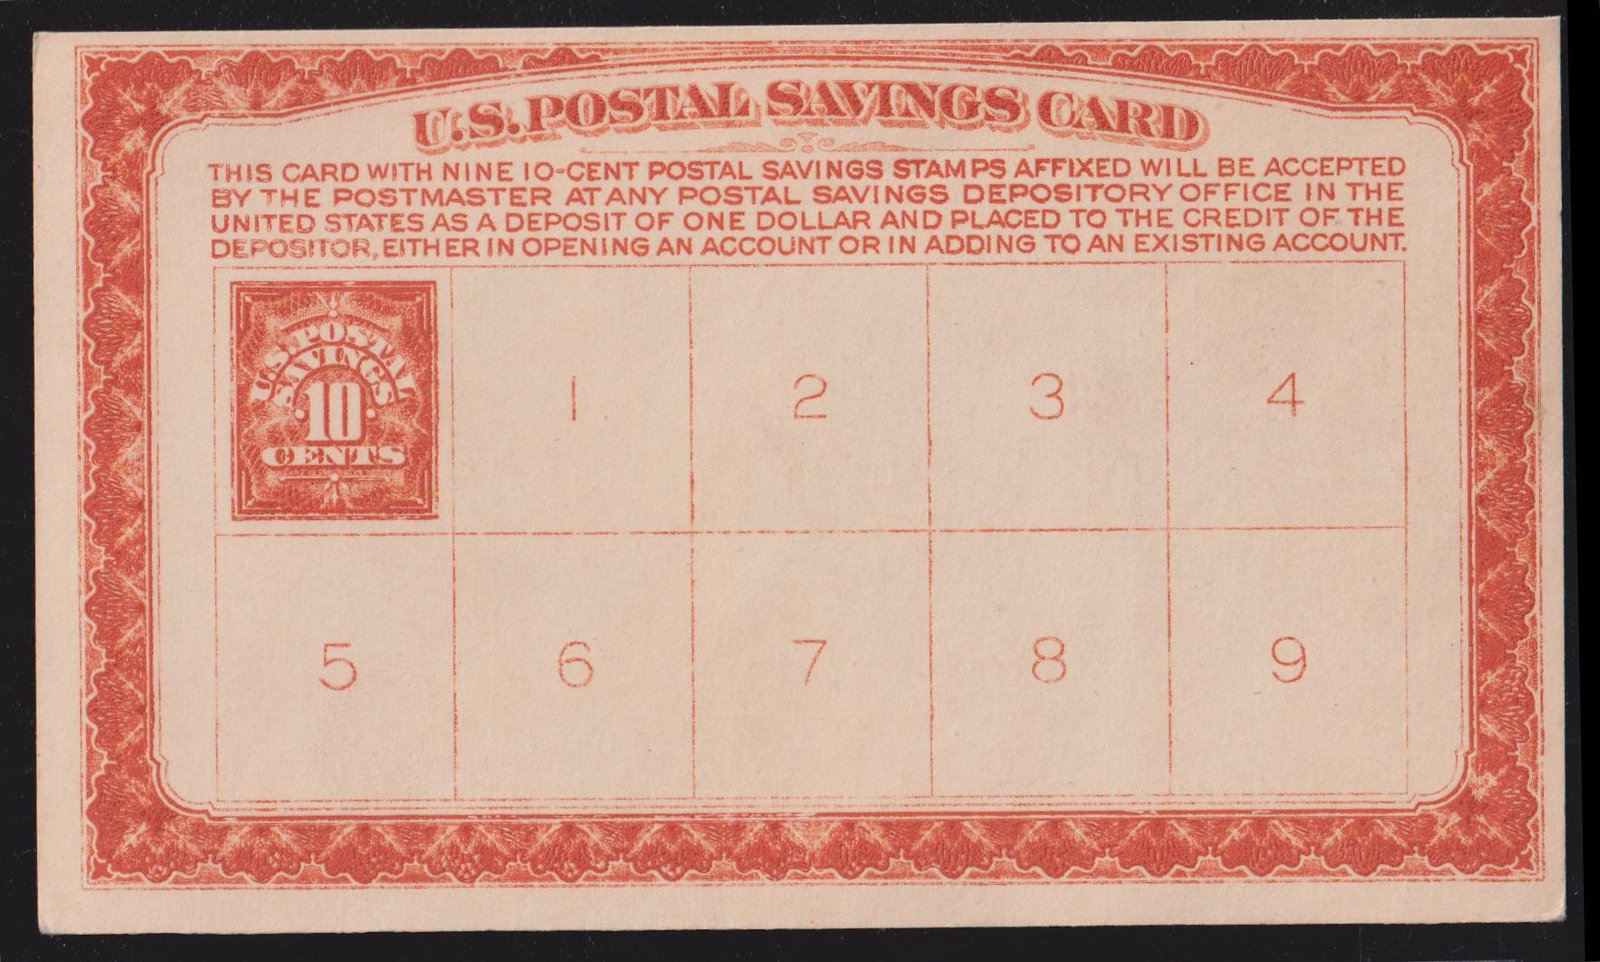 U.S. POSTAL SAVINGS CARD
THIS CARD WITH NINE 10-CENT POSTAL SAVINGS STAMPS AFFIXED WILL BE ACCEPTED
BY THE POSTMASTER AT ANY POSTAL SAVINGS DEPOSITORY OFFICE IN THE
UNITED STATES AS A DEPOSIT OF ONE DOLLAR AND PLACED TO THE CREDIT OF THE
DEPOSITOR, EITHER IN OPENING AN ACCOUNT OR IN ADDING TO AN EXISTING ACCOUNT.
U.S. POSTAL
SAVINGS
·10·
CENTS
1 2 3 4
5 6 7 8 9